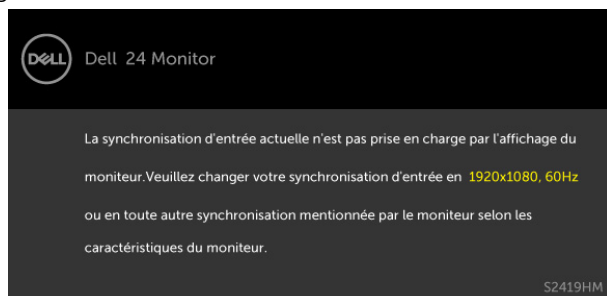 DELL Dell 24 Monitor
La synchronisation d'entrée actuelle n'est pas prise en charge par l'affichage du
moniteur.Veuillez changer votre synchronisation d'entrée en 1920x1080, 60Hz
ou en toute autre synchronisation mentionnée par le moniteur selon les
caractéristiques du moniteur.
S2419HM